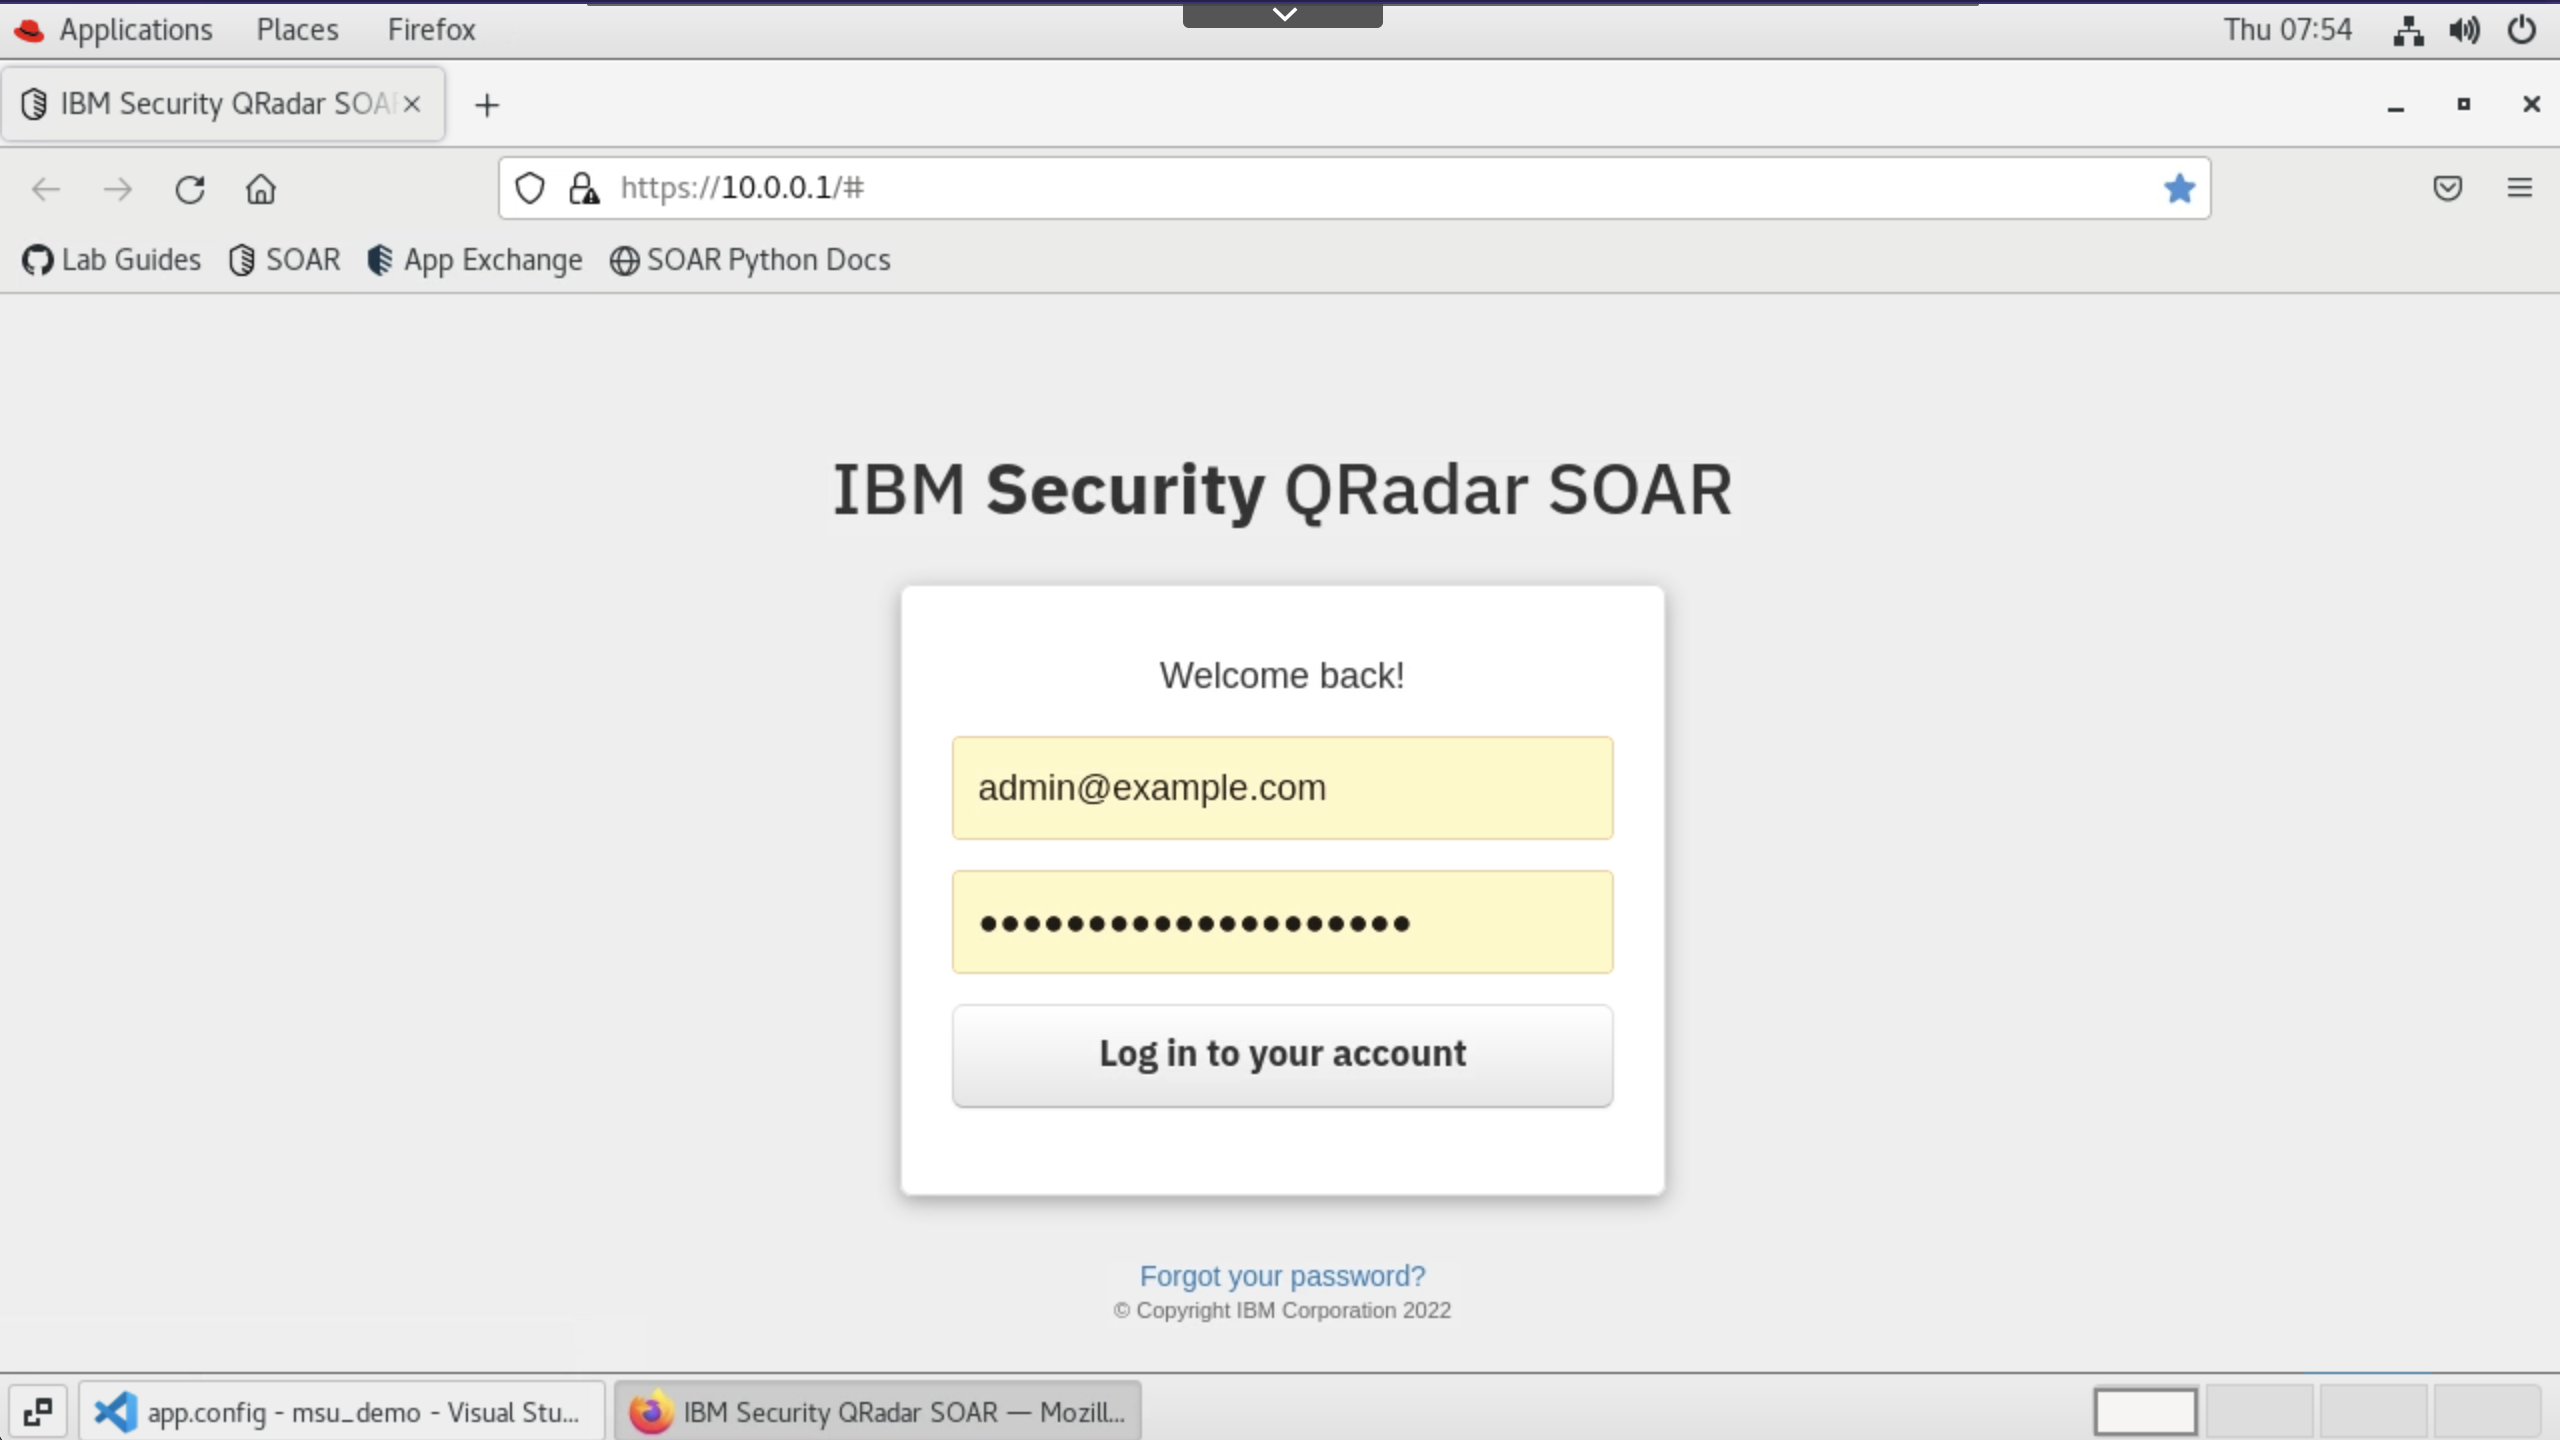 Applications Places Firefox Thu 07:54
IBM Security QRadar SOA
https://10.0.0.1/#
Lab Guides SOAR App Exchange SOAR Python Docs
IBM Security QRadar SOAR
Welcome back!
admin@example.com
Log in to your account
Forgot your password?
© Copyright IBM Corporation 2022
app.config - msu_demo - Visual Stu... IBM Security QRadar SOAR — Mozill...